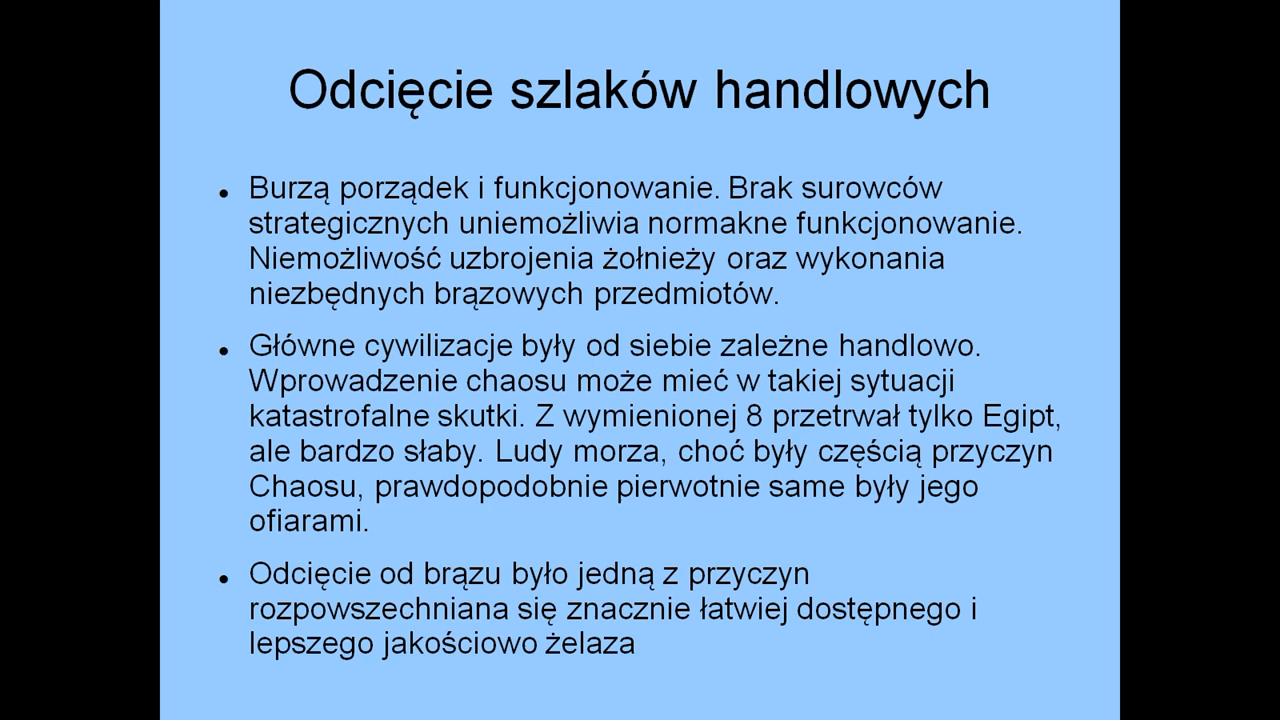 Odcięcie szlaków handlowych
Burzą porządek i funkcjonowanie. Brak surowców
strategicznych uniemożliwia normakne funkcjonowanie.
Niemożliwość uzbrojenia żołnieży oraz wykonania
niezbędnych brązowych przedmiotów.
Główne cywilizacje były od siebie zależne handlowo.
Wprowadzenie chaosu może mieć w takiej sytuacji
katastrofalne skutki. Z wymienionej 8 przetrwał tylko Egipt,
ale bardzo słaby. Ludy morza, choć były częścią przyczyn
Chaosu, prawdopodobnie pierwotnie same były jego
ofiarami.
Odcięcie od brązu było jedną z przyczyn
rozpowszechniana się znacznie łatwiej dostępnego i
lepszego jakościowo żelaza